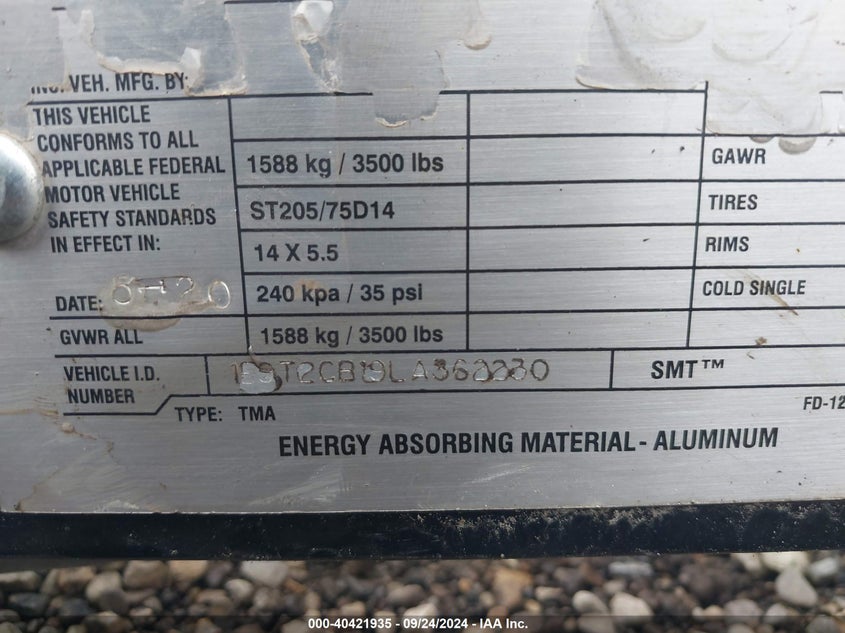 VEH. MFG. BY:
THIS VEHICLE
CONFORMS TO ALL
APPLICABLE FEDERAL
MOTOR VEHICLE
SAFETY STANDARDS
IN EFFECT IN:
DATE:
1588 kg / 3500 lbs GAWR
ST205/75D14 TIRES
14 X 5.5 RIMS
240 kpa / 35 psi COLD SINGLE
GVWR ALL 1588 kg / 3500 lbs
VEHICLE I.D.
NUMBER
SMT™
TYPE: TMA
FD-12
ENERGY ABSORBING MATERIAL - ALUMINUM
000-40421935 - 09/24/2024 - IAA Inc.